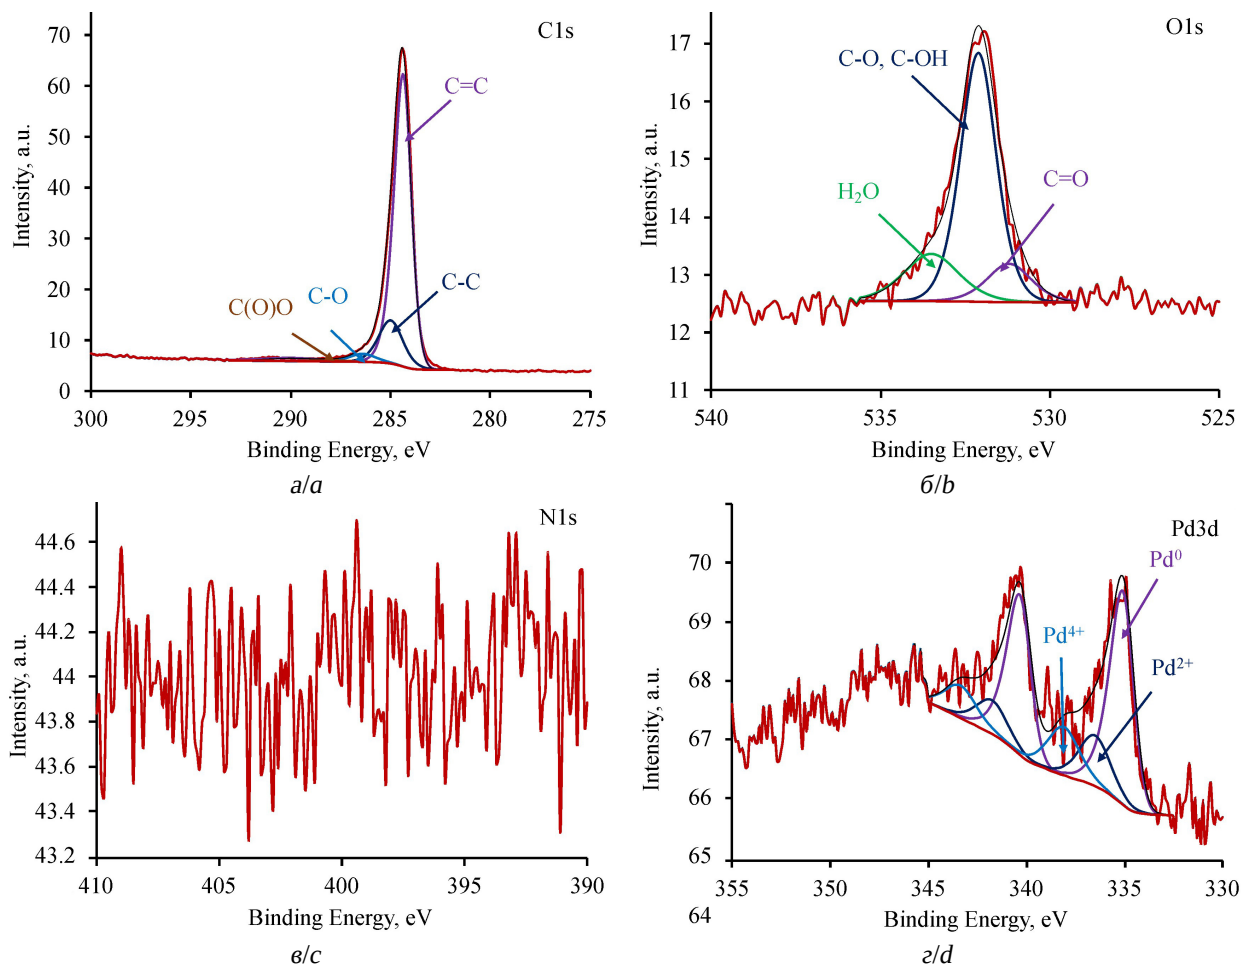 C1s
70
60
50
40
30
20
10
0
Intensity, a.u.
C=C
C-C
C-O
C(O)O
300
295
290
285
280
275
Binding Energy, eV
а/a
O1s
17
16
15
14
13
12
11
Intensity, a.u.
C-O, C-OH
H₂O
C=O
540
535
530
525
Binding Energy, eV
б/b
N1s
44.6
44.4
44.2
44
43.8
43.6
43.4
43.2
Intensity, a.u.
410
405
400
395
390
Binding Energy, eV
в/c
Pd3d
70
69
68
67
66
65
64
Intensity, a.u.
Pd⁰
Pd⁴⁺
Pd²⁺
355
350
345
340
335
330
Binding Energy, eV
г/d